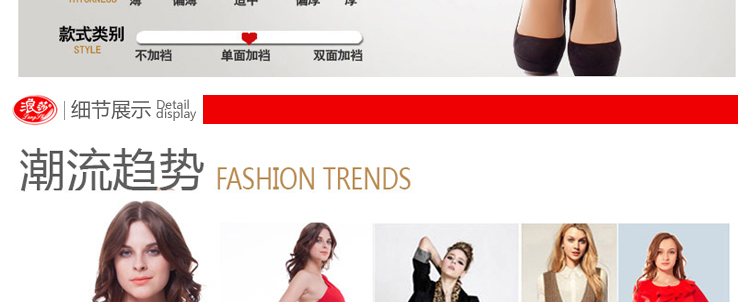 薄 偏薄 适中 偏厚 厚
款式类别
STYLE
不加裆 单面加裆 双面加裆
浪莎 细节展示 Detail display
潮流趋势 FASHION TRENDS